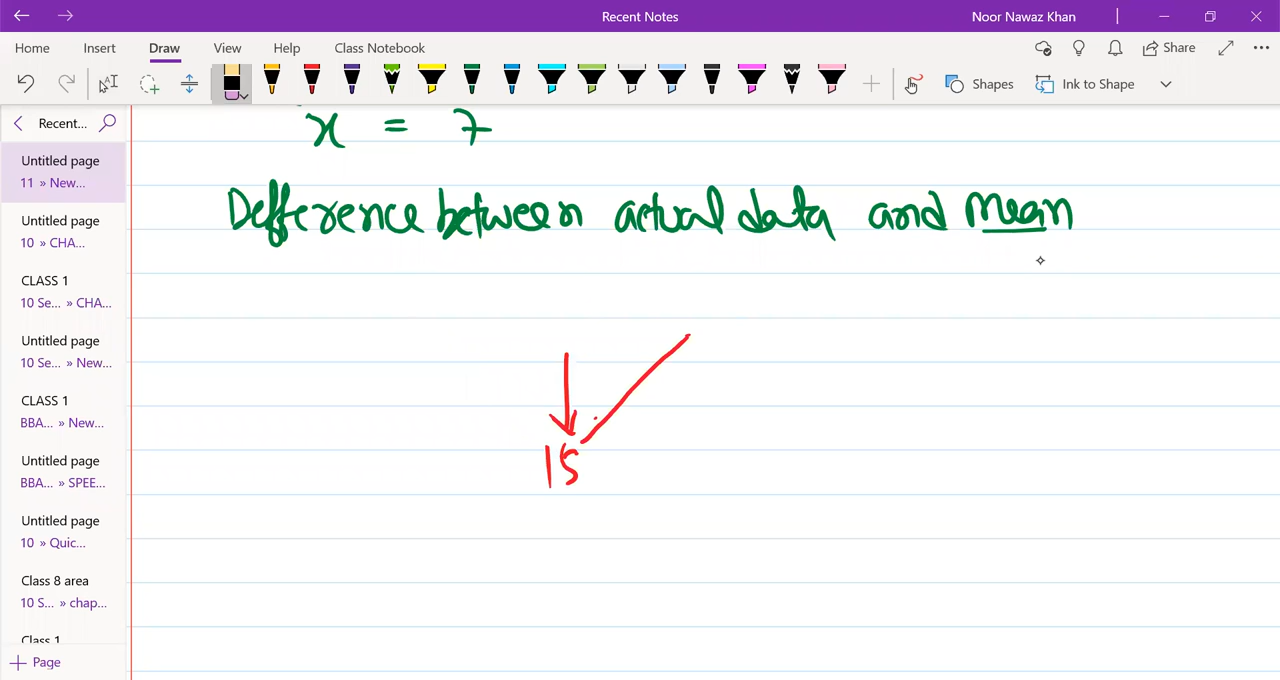 Recent Notes
Noor Nawaz Khan
Home Insert Draw View Help Class Notebook
Share
Shapes
Ink to Shape
Recent...
Untitled page
11 » New...
Untitled page
10 » CHA...
CLASS 1
10 Se... » CHA...
Untitled page
10 Se... » New...
CLASS 1
BBA... » New...
Untitled page
BBA... » SPEE...
Untitled page
10 » Quic...
Class 8 area
10 S... » chap...
Class 1
+ Page
x = 7
Defference between actual data and mean
15